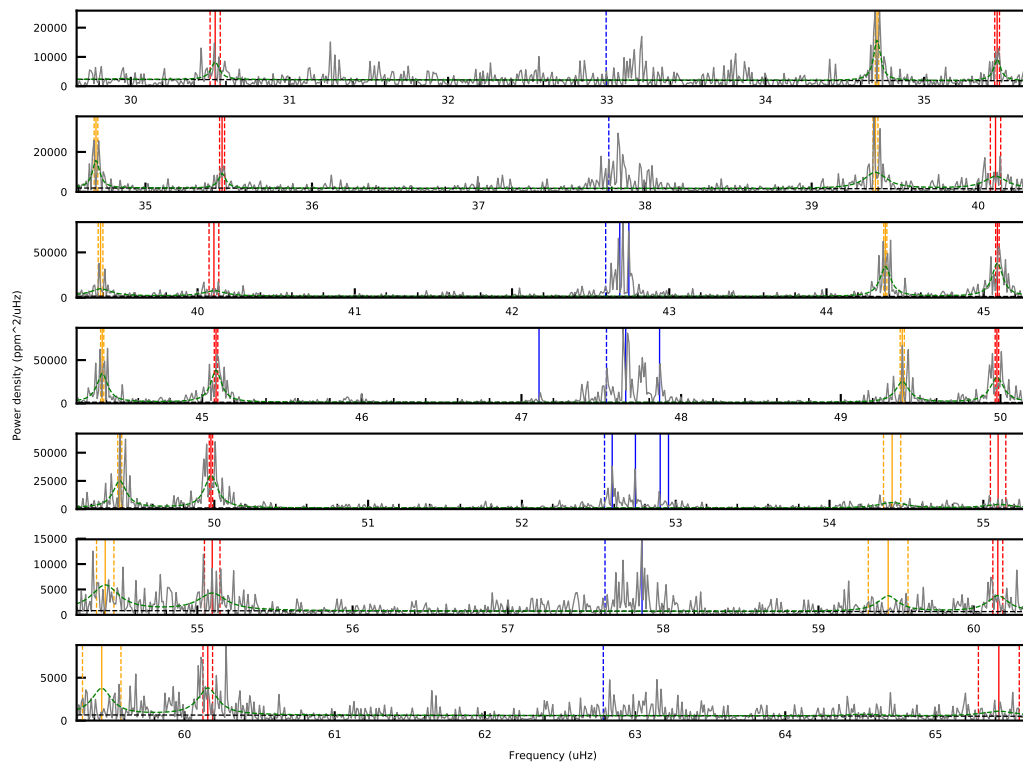 20000
10000
0
30 31 32 33 34 35
20000
0
35 36 37 38 39 40
50000
0
40 41 42 43 44 45
Power density (ppm^2/uHz)
50000
0
45 46 47 48 49 50
50000
25000
0
50 51 52 53 54 55
15000
10000
5000
0
55 56 57 58 59 60
5000
0
60 61 62 63 64 65
Frequency (uHz)